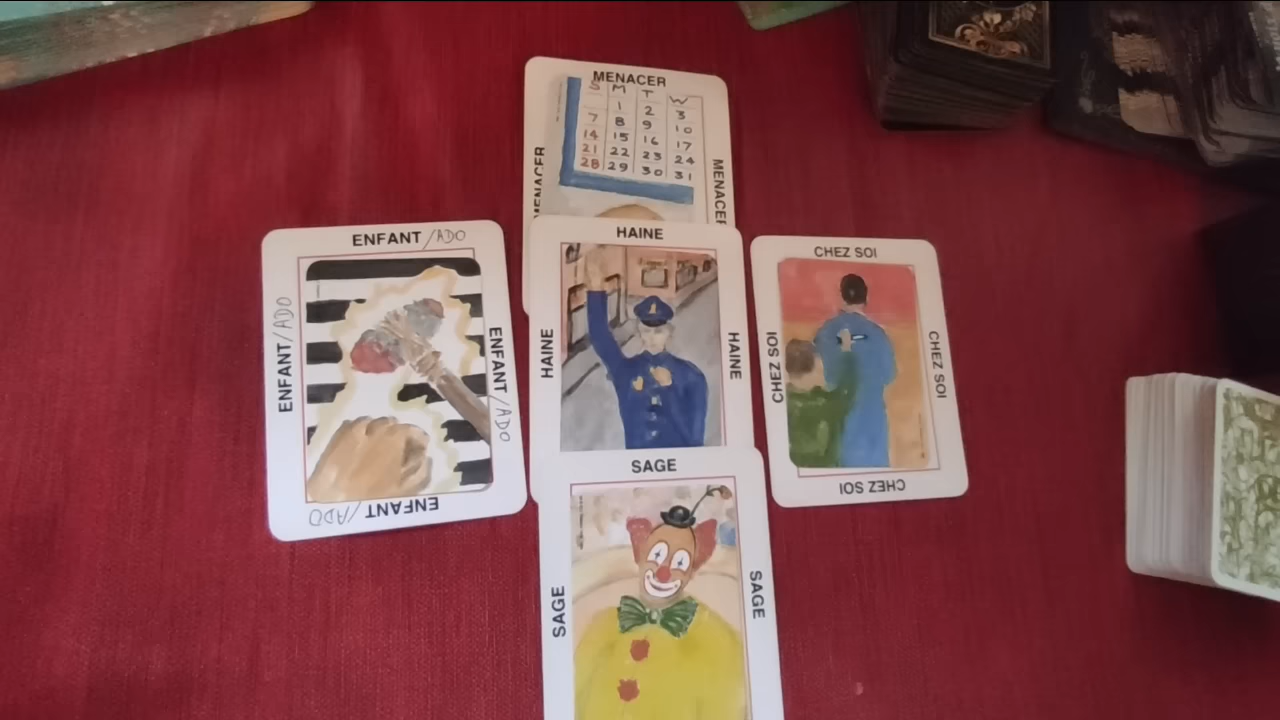 MENACER
MENACER
MENACER
S M T W
1 2 3
7 8 9 10
14 15 16 17
21 22 23 24
28 29 30 31
ENFANT/ADO
ENFANT/ADO
ENFANT/ADO
ENFANT/ADO
HAINE
HAINE
HAINE
CHEZ SOI
CHEZ SOI
CHEZ SOI
CHEZ SOI
SAGE
SAGE
SAGE